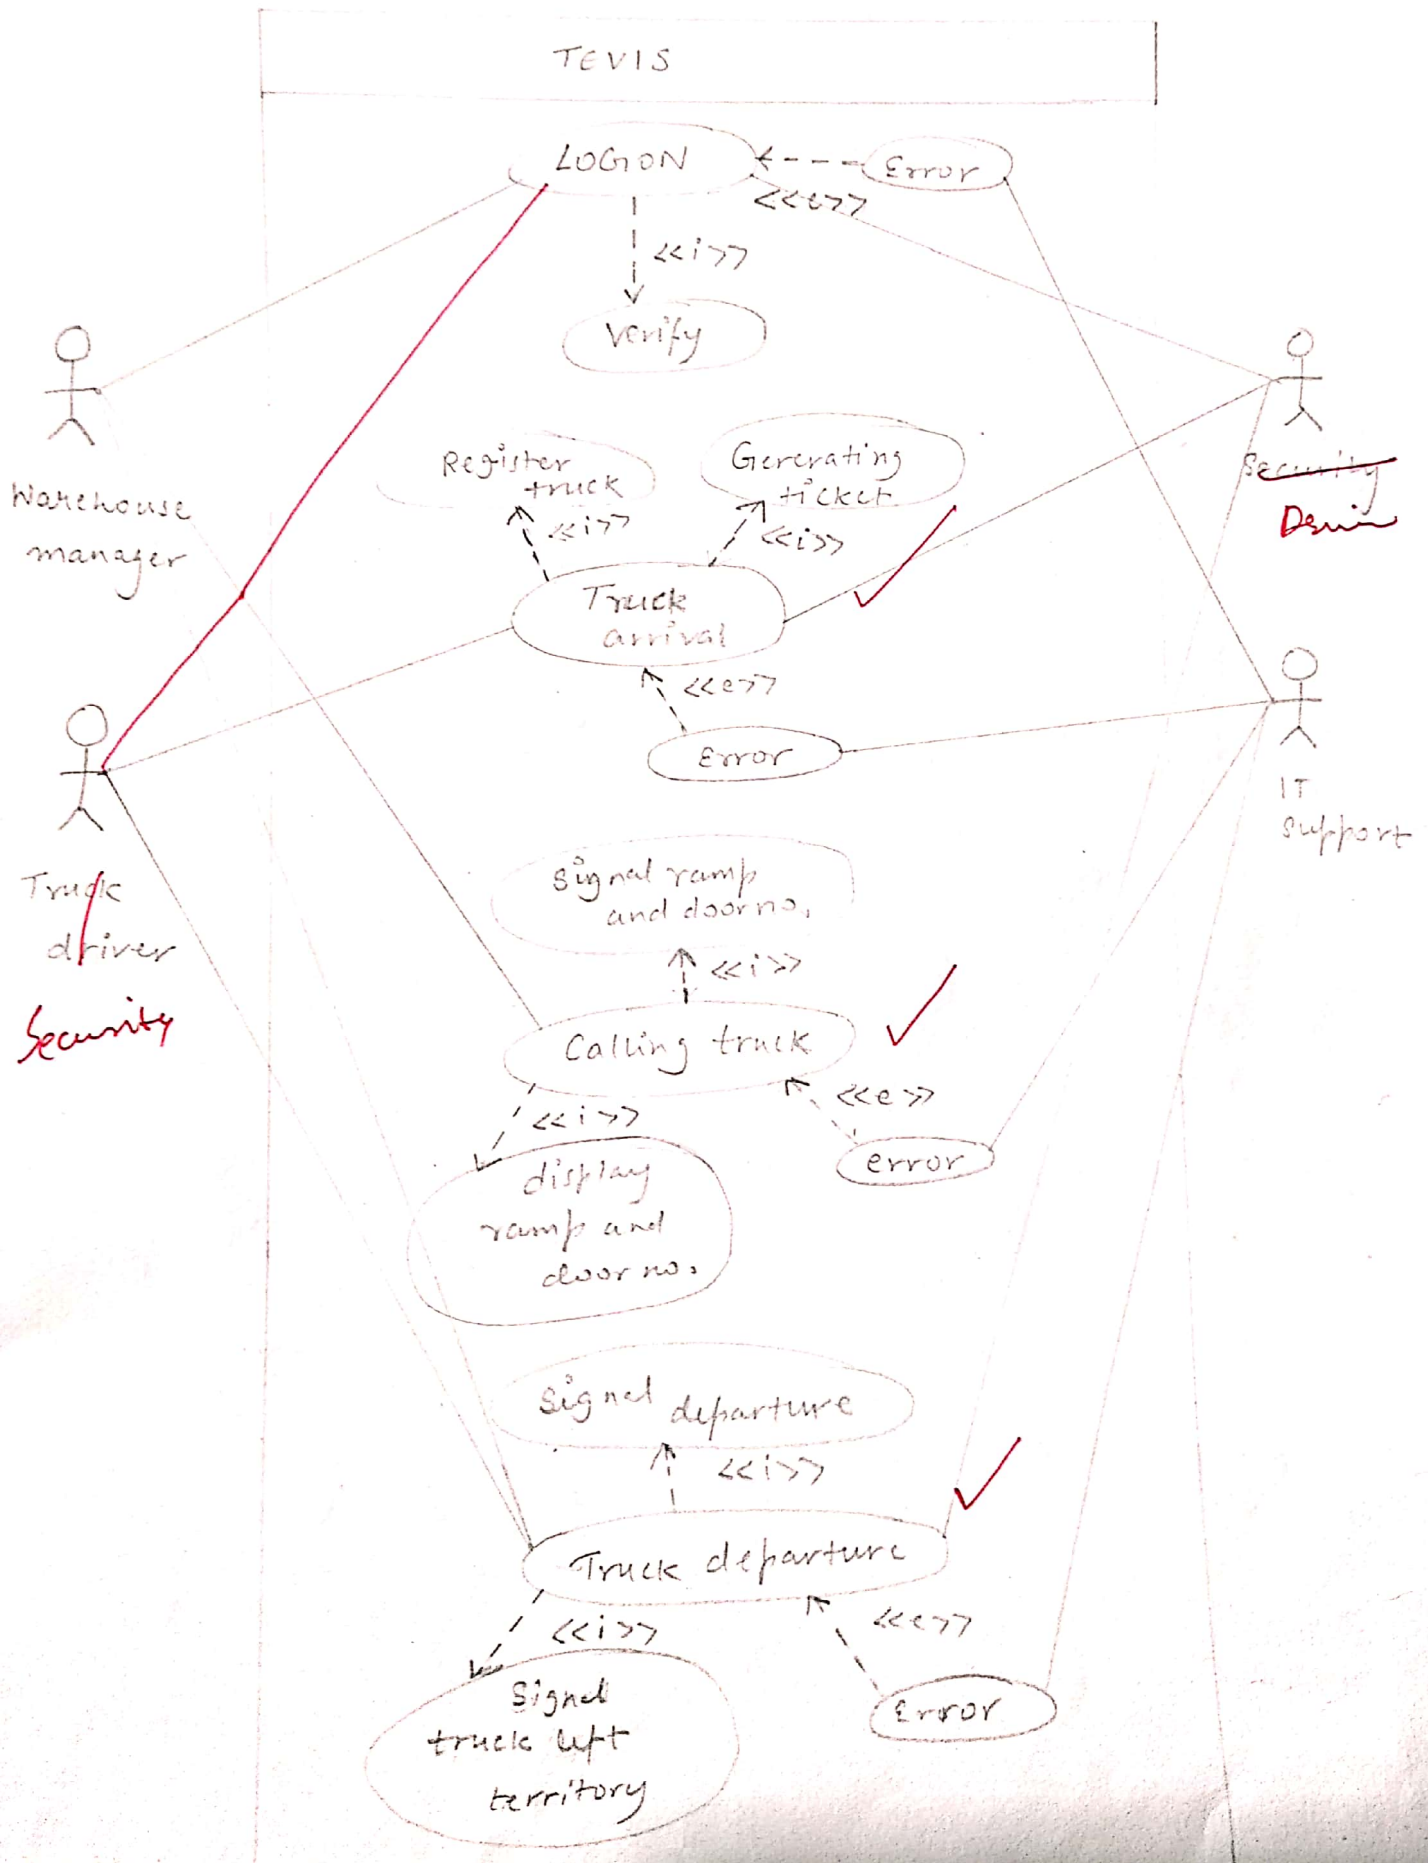 TEVIS
LOGON
Error
<<e>>
<<i>>
Verify
Register
truck
Gererating
ticket
<<i>>
<<i>>
Warehouse
manager
Security
Truck
arrival
<<e>>
Error
IT
support
Truck
driver
Security
Signal ramp
and door no.
<<i>>
Calling truck
<<e>>
<<i>>
error
display
ramp and
door no.
Signal departure
<<i>>
Truck departure
<<i>>
<<e>>
Signal
truck left
territory
Error